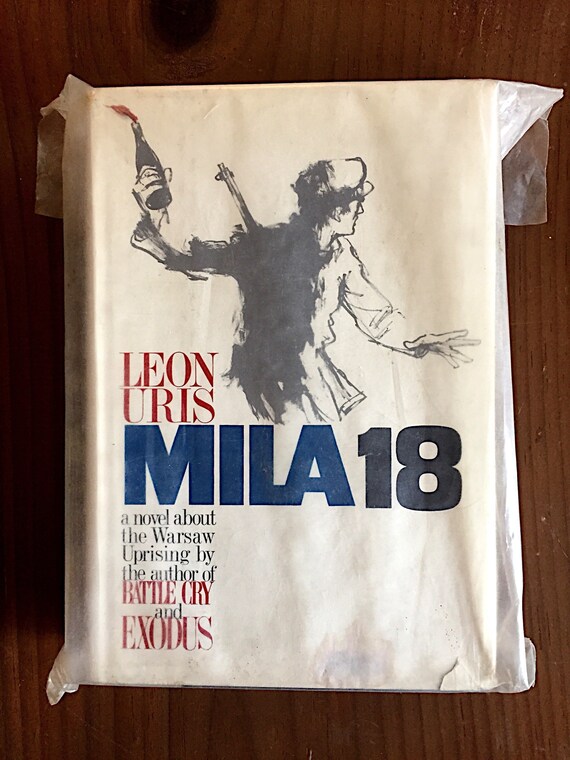 LEON
URIS
MILA 18
a novel about
the Warsaw
Uprising by
the author of
BATTLE CRY
and
EXODUS